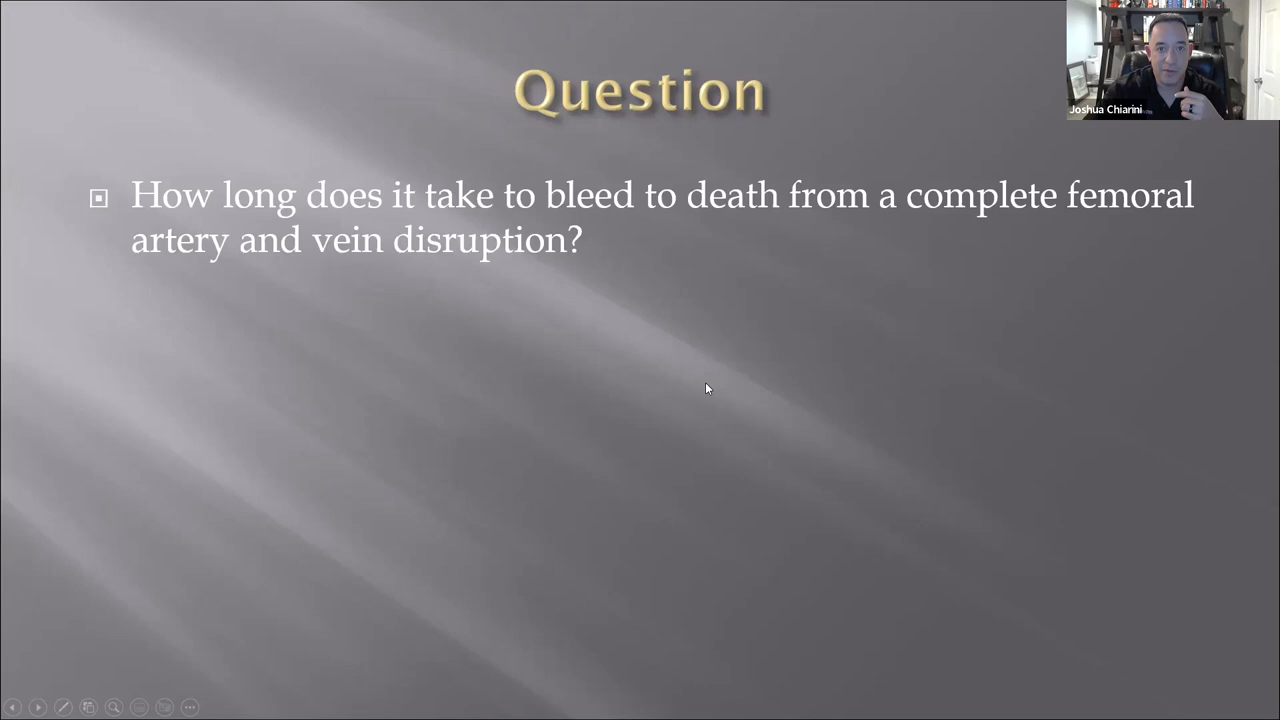 Question
Joshua Chiarini
How long does it take to bleed to death from a complete femoral
artery and vein disruption?